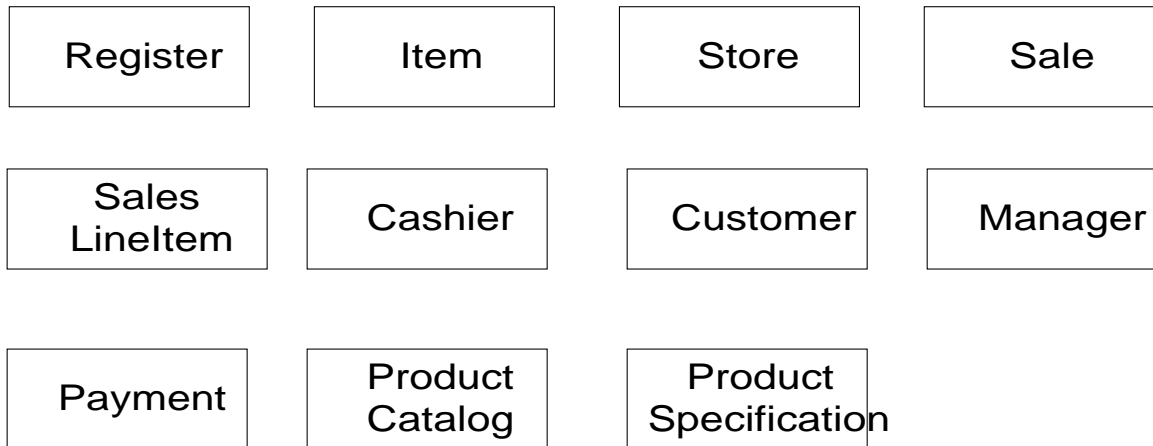 Register
Item
Store
Sale
Sales
LineItem
Cashier
Customer
Manager
Payment
Product
Catalog
Product
Specification